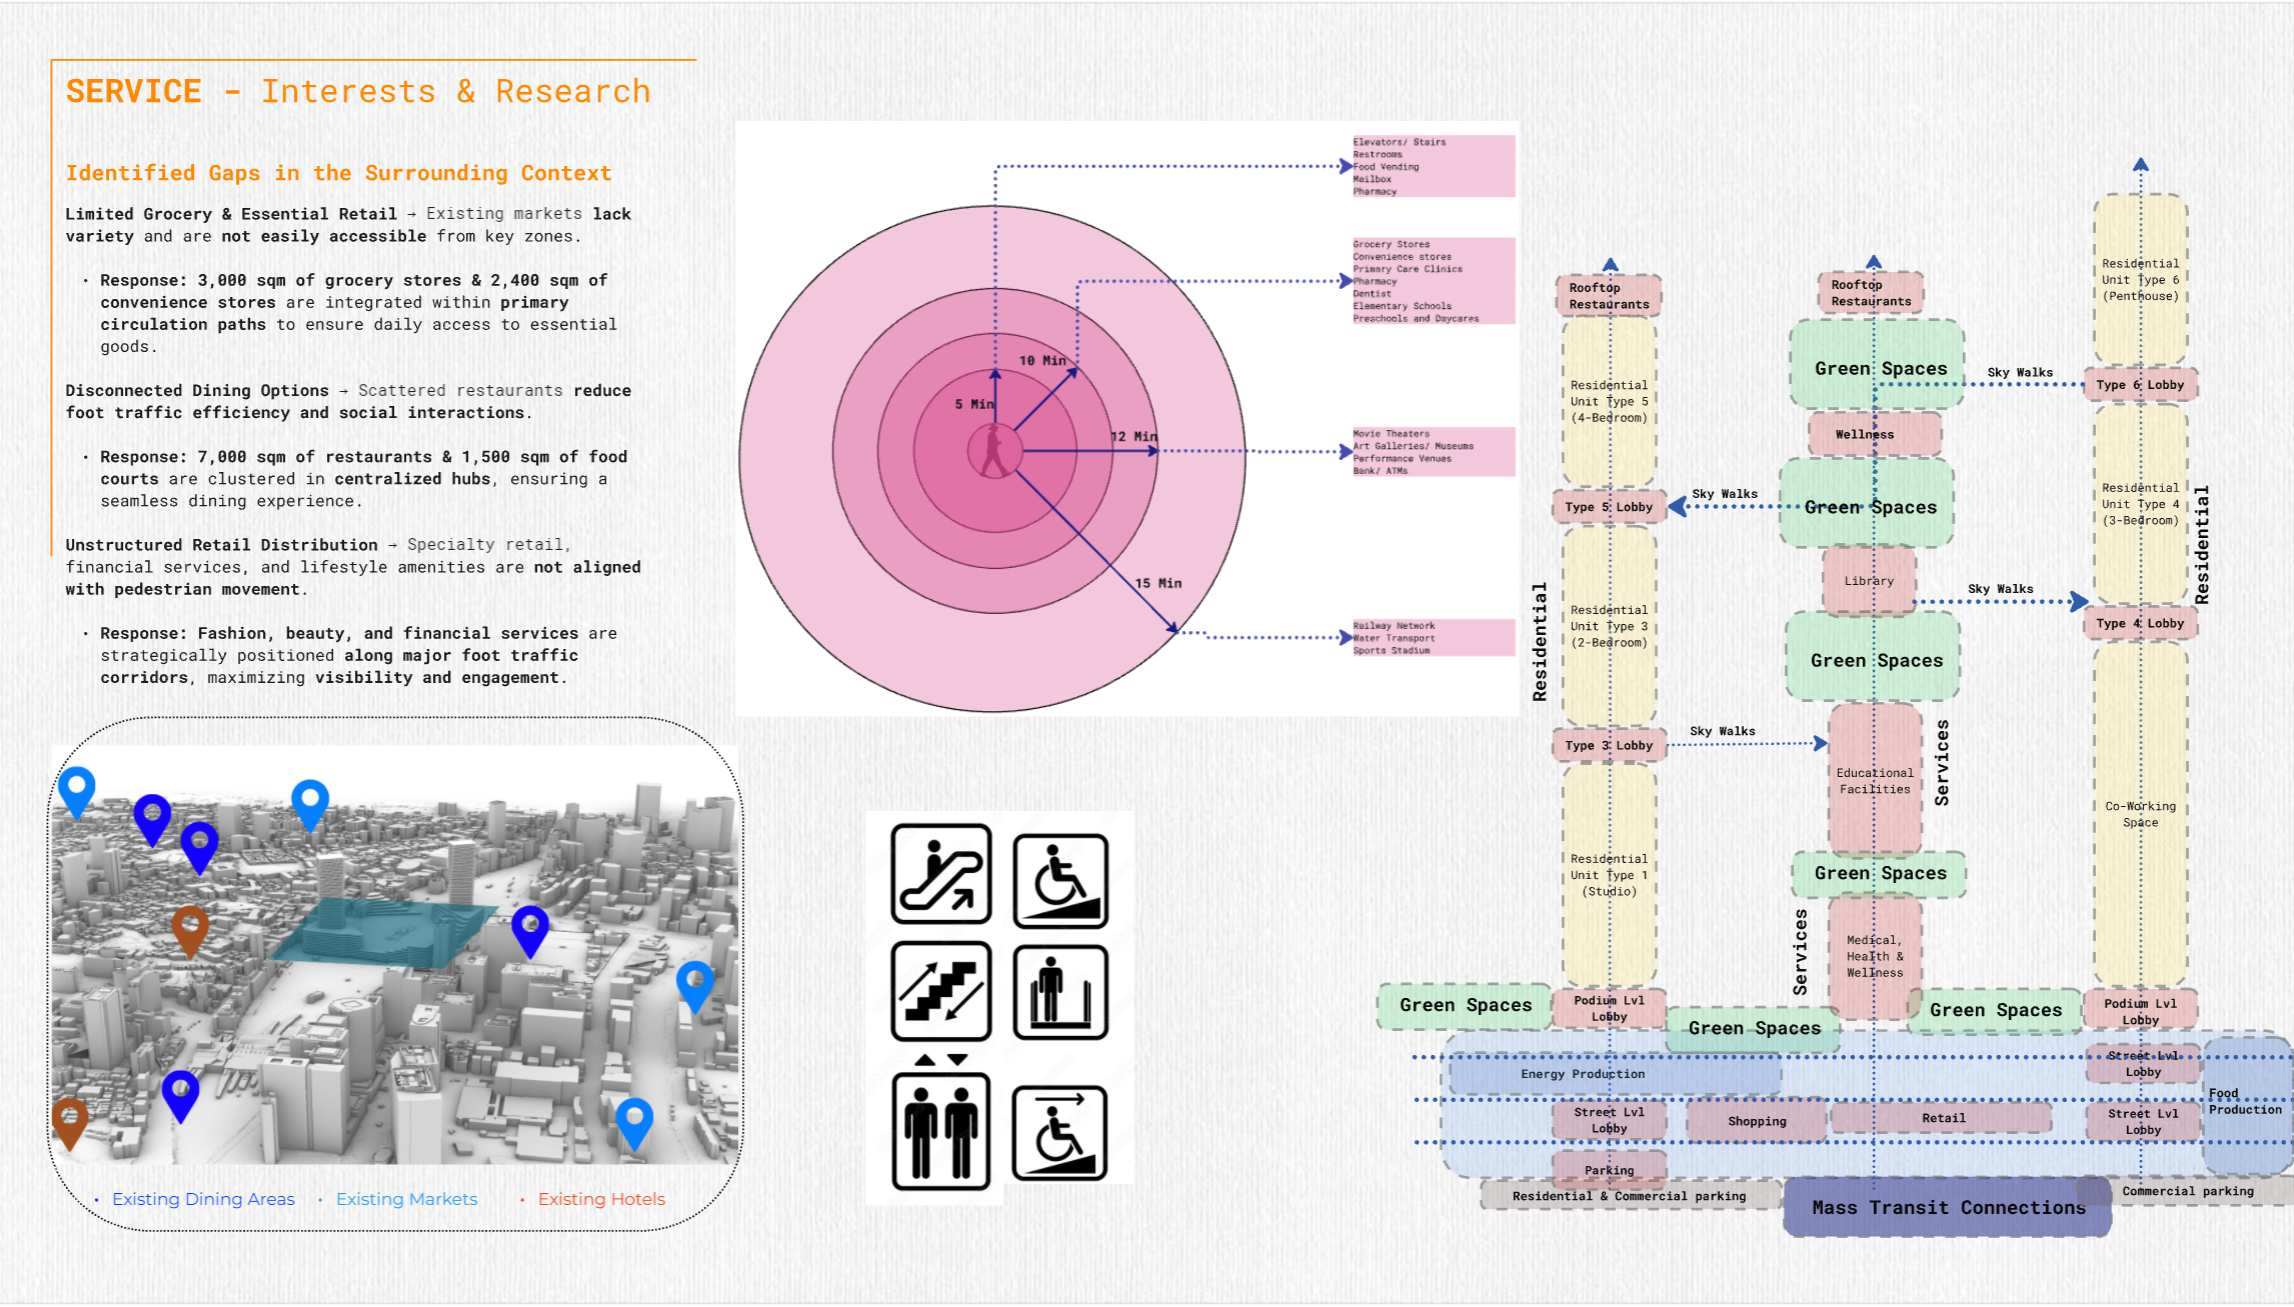 SERVICE - Interests & Research
Identified Gaps in the Surrounding Context
Limited Grocery & Essential Retail → Existing markets lack
variety and are not easily accessible from key zones.
• Response: 3,000 sqm of grocery stores & 2,400 sqm of
convenience stores are integrated within primary
circulation paths to ensure daily access to essential
goods.
Disconnected Dining Options → Scattered restaurants reduce
foot traffic efficiency and social interactions.
• Response: 7,000 sqm of restaurants & 1,500 sqm of food
courts are clustered in centralized hubs, ensuring a
seamless dining experience.
Unstructured Retail Distribution → Specialty retail,
financial services, and lifestyle amenities are not aligned
with pedestrian movement.
• Response: Fashion, beauty, and financial services are
strategically positioned along major foot traffic
corridors, maximizing visibility and engagement.
• Existing Dining Areas • Existing Markets • Existing Hotels
5 Min
10 Min
12 Min
15 Min
Elevators/ Stairs
Restrooms
Food Vending
Mailbox
Pharmacy
Grocery Stores
Convenience stores
Primary Care Clinics
Pharmacy
Dentist
Elementary Schools
Preschools and Daycares
Movie Theaters
Art Galleries/ Museums
Performance Venues
Bank/ ATMs
Railway Network
Water Transport
Sports Stadium
Residential
Rooftop
Restaurants
Residential
Unit Type 5
(4-Bedroom)
Type 5 Lobby
Residential
Unit Type 3
(2-Bedroom)
Type 3 Lobby
Residential
Unit Type 1
(Studio)
Podium Lvl
Lobby
Sky Walks
Sky Walks
Rooftop
Restaurants
Green Spaces
Wellness
Green Spaces
Library
Green Spaces
Educational
Facilities
Services
Green Spaces
Services
Medical,
Health &
Wellness
Sky Walks
Sky Walks
Residential
Unit Type 6
(Penthouse)
Type 6 Lobby
Residential
Unit Type 4
(3-Bedroom)
Residential
Type 4 Lobby
Co-Working
Space
Podium Lvl
Lobby
Green Spaces
Green Spaces
Green Spaces
Energy Production
Street Lvl
Lobby
Food
Production
Street Lvl
Lobby
Shopping
Retail
Street Lvl
Lobby
Parking
Residential & Commercial parking
Mass Transit Connections
Commercial parking